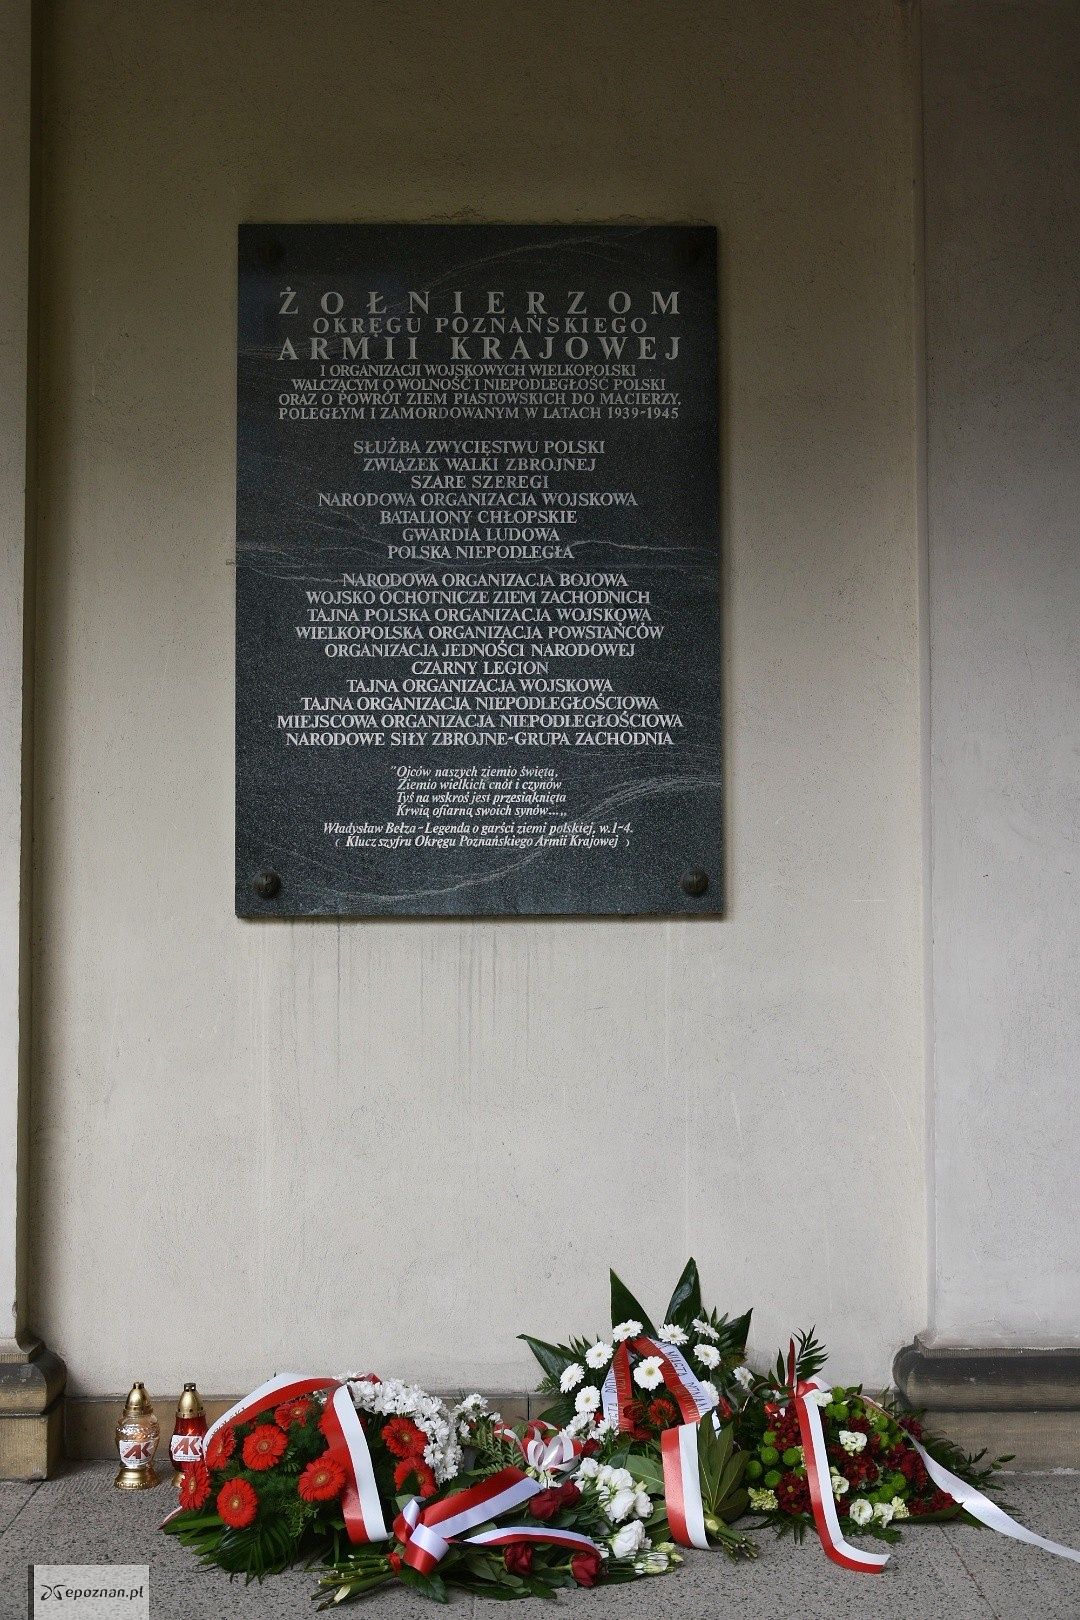 ŻOŁNIERZOM
OKRĘGU POZNAŃSKIEGO
ARMII KRAJOWEJ
I ORGANIZACJI WOJSKOWYCH WIELKOPOLSKI
WALCZĄCYM O WOLNOŚĆ I NIEPODLEGŁOŚĆ POLSKI
ORAZ O POWRÓT ZIEM PIASTOWSKICH DO MACIERZY,
POLEGŁYM I ZAMORDOWANYM W LATACH 1939-1945
SŁUŻBA ZWYCIĘSTWU POLSKI
ZWIĄZEK WALKI ZBROJNEJ
SZARE SZEREGI
NARODOWA ORGANIZACJA WOJSKOWA
BATALIONY CHŁOPSKIE
GWARDIA LUDOWA
POLSKA NIEPODLEGŁA
NARODOWA ORGANIZACJA BOJOWA
WOJSKO OCHOTNICZE ZIEM ZACHODNICH
TAJNA POLSKA ORGANIZACJA WOJSKOWA
WIELKOPOLSKA ORGANIZACJA POWSTAŃCÓW
ORGANIZACJA JEDNOŚCI NARODOWEJ
CZARNY LEGION
TAJNA ORGANIZACJA WOJSKOWA
TAJNA ORGANIZACJA NIEPODLEGŁOŚCIOWA
MIEJSCOWA ORGANIZACJA NIEPODLEGŁOŚCIOWA
NARODOWE SIŁY ZBROJNE-GRUPA ZACHODNIA
"Ojców naszych ziemio święta,
Ziemio wielkich cnót i czynów
Tyś na wskroś jest przesiąknięta
Krwią ofiarną swoich synów...„
Władysław Bełza - Legenda o garści ziemi polskiej, w.1-4.
( Klucz szyfru Okręgu Poznańskiego Armii Krajowej )
AK
AK
MIASTA
epoznan.pl